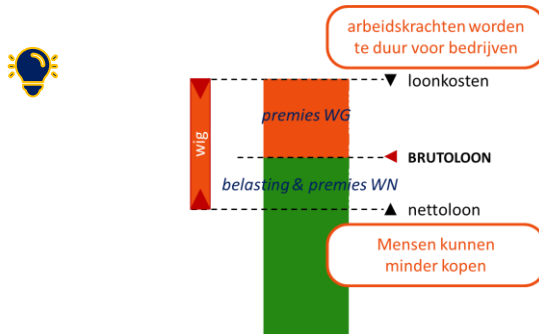 arbeidskrachten worden
te duur voor bedrijven
loonkosten
premies WG
wig
BRUTOLOON
belasting & premies WN
nettoloon
Mensen kunnen
minder kopen